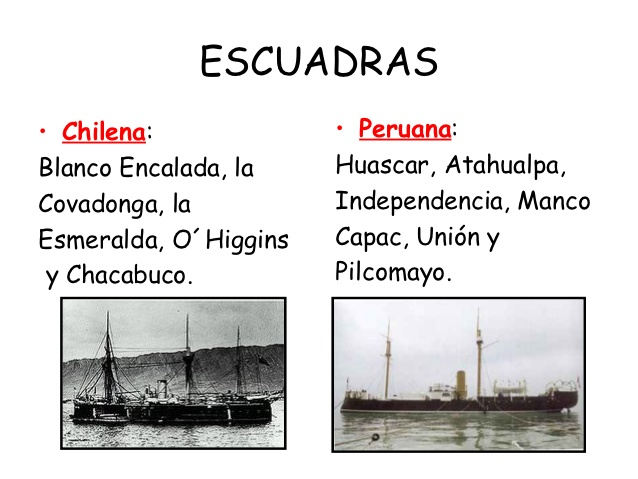 ESCUADRAS
• Chilena:
Blanco Encalada, la
Covadonga, la
Esmeralda, O´Higgins
y Chacabuco.
• Peruana:
Huascar, Atahualpa,
Independencia, Manco
Capac, Unión y
Pilcomayo.